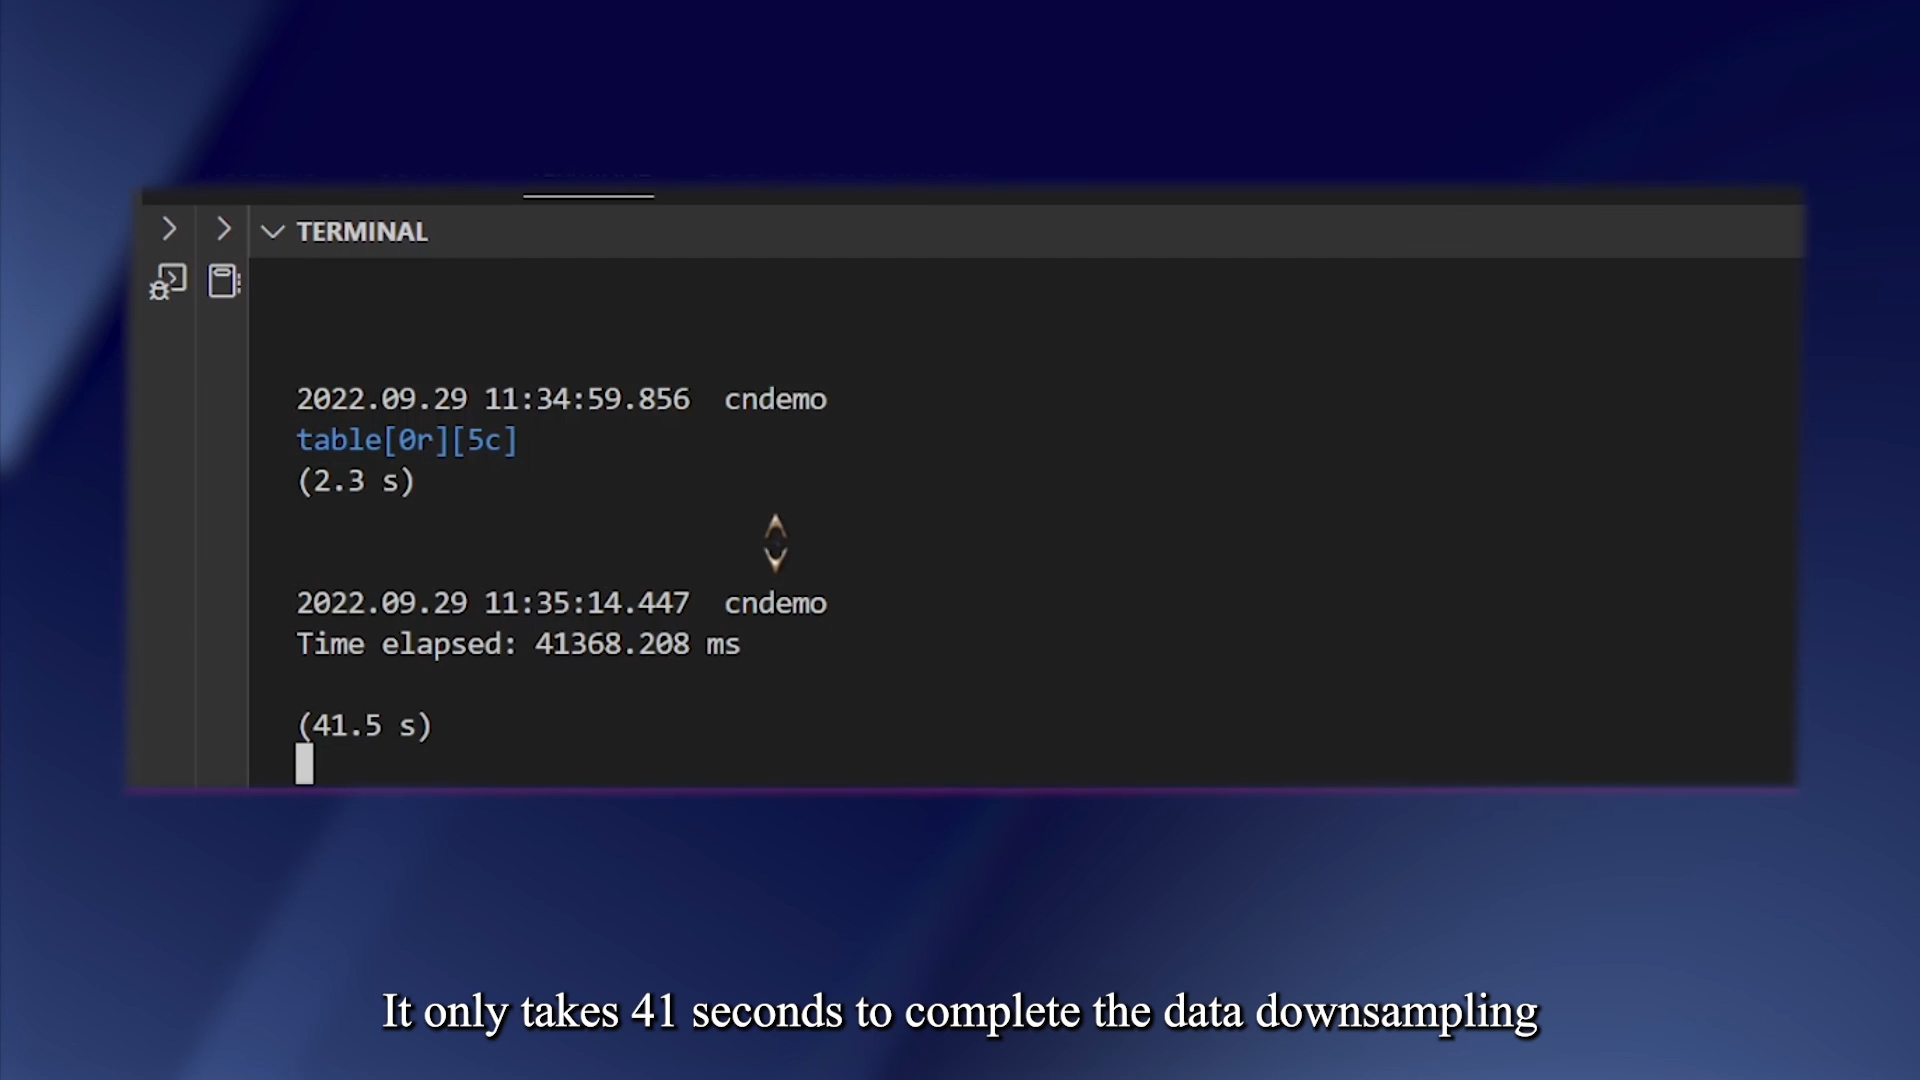 TERMINAL
2022.09.29 11:34:59.856 cndemo
table[0r][5c]
(2.3 s)
2022.09.29 11:35:14.447 cndemo
Time elapsed: 41368.208 ms
(41.5 s)
It only takes 41 seconds to complete the data downsampling